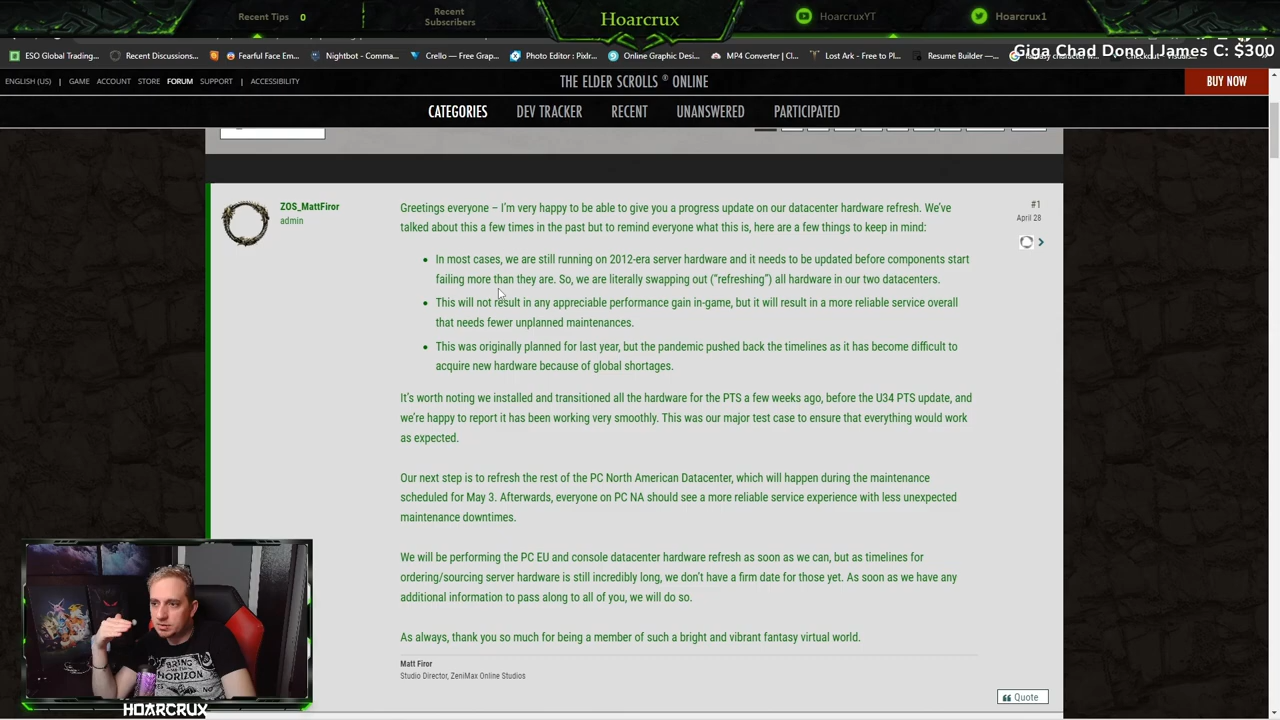 Recent Tips 0
Recent Subscribers
Hoarcrux
HoarcruxYT
Hoarcrux1
ESO Global Trading...
Recent Discussions...
Fearful Face Em...
Nightbot - Comma...
Crello — Free Grap...
Photo Editor : Pixlr...
Online Graphic Des...
MP4 Converter | Cl...
Lost Ark - Free to Pl...
Resume Builder —...
Giga Chad Dono | James C: $300
ENGLISH (US) | GAME ACCOUNT STORE FORUM SUPPORT | ACCESSIBILITY
THE ELDER SCROLLS ® ONLINE
BUY NOW
CATEGORIES DEV TRACKER RECENT UNANSWERED PARTICIPATED
ZOS_MattFiror
admin
#1
April 28
Greetings everyone – I'm very happy to be able to give you a progress update on our datacenter hardware refresh. We've
talked about this a few times in the past but to remind everyone what this is, here are a few things to keep in mind:
• In most cases, we are still running on 2012-era server hardware and it needs to be updated before components start
failing more than they are. So, we are literally swapping out ("refreshing") all hardware in our two datacenters.
• This will not result in any appreciable performance gain in-game, but it will result in a more reliable service overall
that needs fewer unplanned maintenances.
• This was originally planned for last year, but the pandemic pushed back the timelines as it has become difficult to
acquire new hardware because of global shortages.
It's worth noting we installed and transitioned all the hardware for the PTS a few weeks ago, before the U34 PTS update, and
we're happy to report it has been working very smoothly. This was our major test case to ensure that everything would work
as expected.
Our next step is to refresh the rest of the PC North American Datacenter, which will happen during the maintenance
scheduled for May 3. Afterwards, everyone on PC NA should see a more reliable service experience with less unexpected
maintenance downtimes.
We will be performing the PC EU and console datacenter hardware refresh as soon as we can, but as timelines for
ordering/sourcing server hardware is still incredibly long, we don't have a firm date for those yet. As soon as we have any
additional information to pass along to all of you, we will do so.
As always, thank you so much for being a member of such a bright and vibrant fantasy virtual world.
Matt Firor
Studio Director, ZeniMax Online Studios
Quote
BRING
ME THE
HORIZON
HOARCRUX